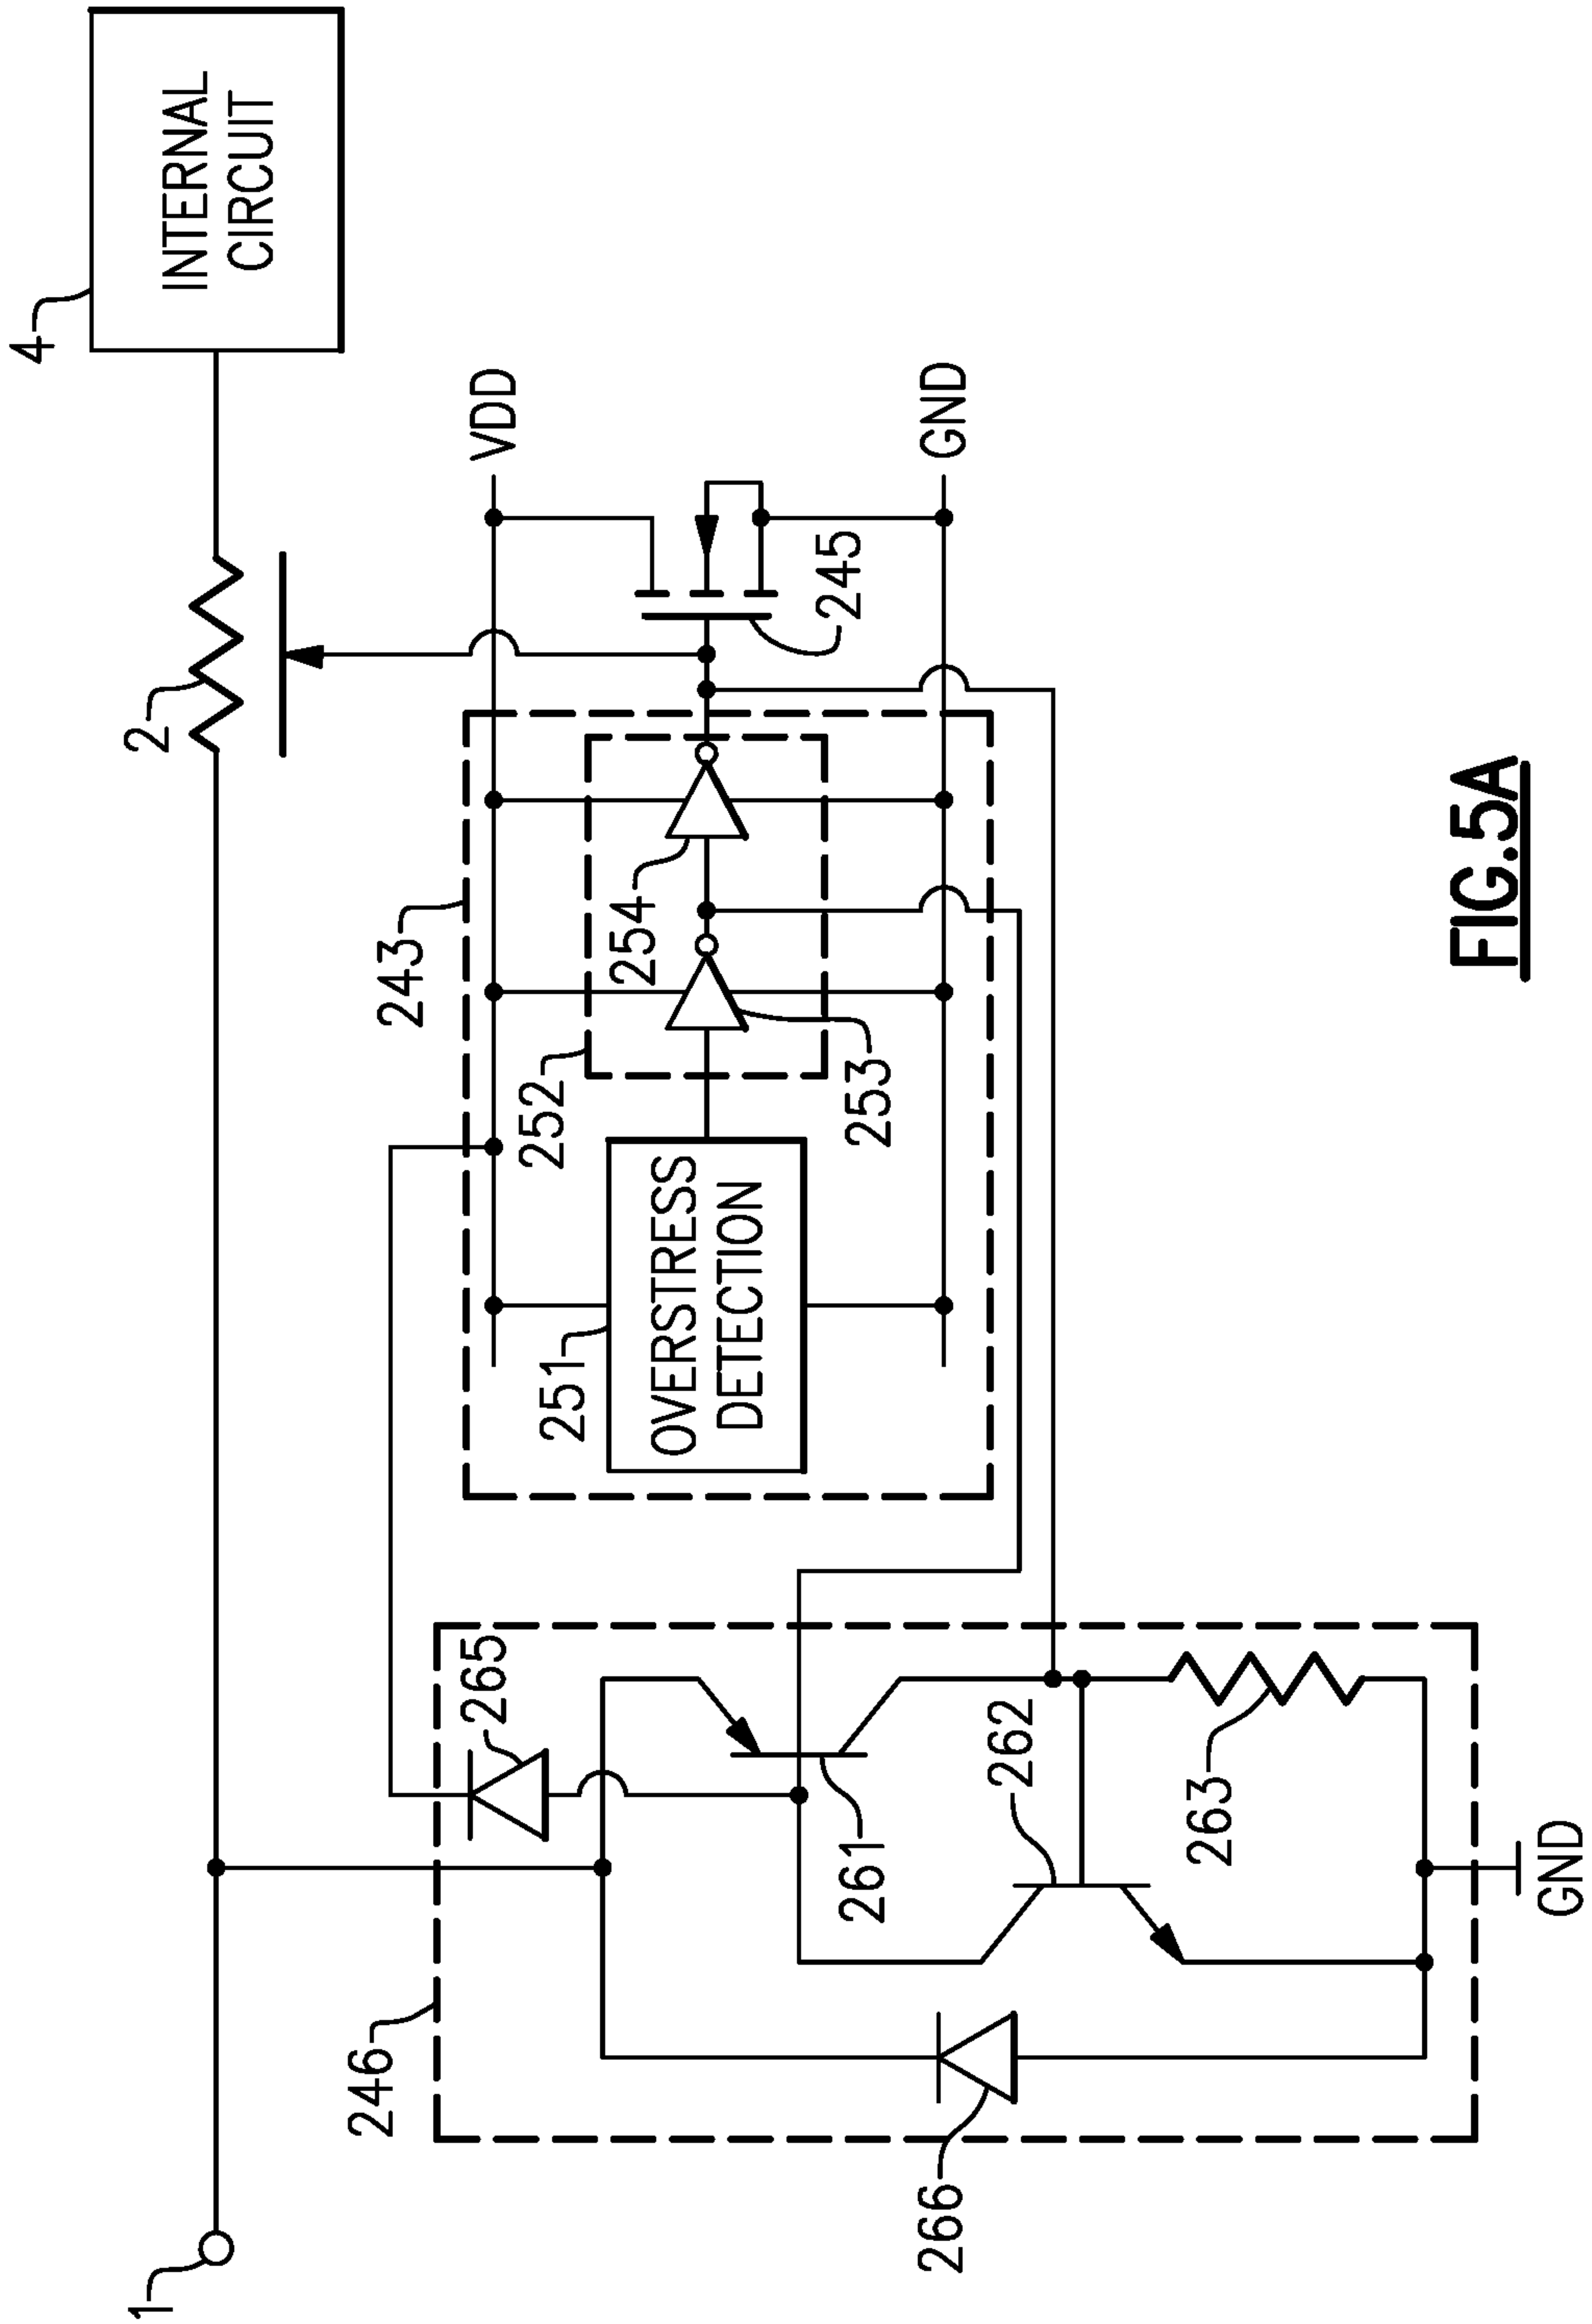 1
2
4
INTERNAL
CIRCUIT
246
265
243
VDD
251
252
254
OVERSTRESS
DETECTION
253
245
GND
261
262
266
263
GND
FIG.5A